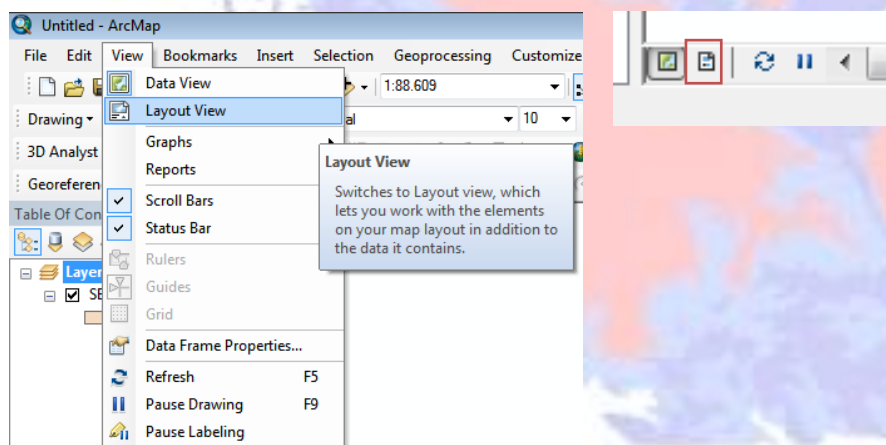 Untitled - ArcMap
File Edit View Bookmarks Insert Selection Geoprocessing Customize
Data View
1:88.609
Layout View
Drawing
10
Graphs
3D Analyst
Reports
Layout View
Switches to Layout view, which
lets you work with the elements
on your map layout in addition to
the data it contains.
Georeferen
Scroll Bars
Table Of Con
Status Bar
Rulers
Layer
Guides
SE
Grid
Data Frame Properties...
Refresh F5
Pause Drawing F9
Pause Labeling